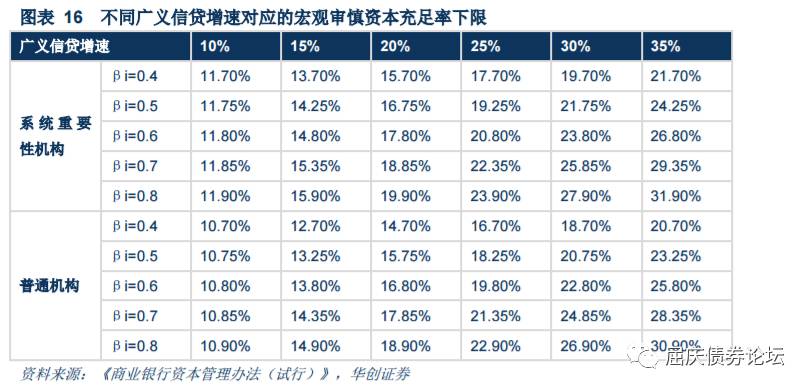 图表 16 不同广义信贷增速对应的宏观审慎资本充足率下限
广义信贷增速 10% 15% 20% 25% 30% 35%
系统重要性机构
βi=0.4 11.70% 13.70% 15.70% 17.70% 19.70% 21.70%
βi=0.5 11.75% 14.25% 16.75% 19.25% 21.75% 24.25%
βi=0.6 11.80% 14.80% 17.80% 20.80% 23.80% 26.80%
βi=0.7 11.85% 15.35% 18.85% 22.35% 25.85% 29.35%
βi=0.8 11.90% 15.90% 19.90% 23.90% 27.90% 31.90%
普通机构
βi=0.4 10.70% 12.70% 14.70% 16.70% 18.70% 20.70%
βi=0.5 10.75% 13.25% 15.75% 18.25% 20.75% 23.25%
βi=0.6 10.80% 13.80% 16.80% 19.80% 22.80% 25.80%
βi=0.7 10.85% 14.35% 17.85% 21.35% 24.85% 28.35%
βi=0.8 10.90% 14.90% 18.90% 22.90% 26.90% 30.90%
屈庆债券论坛
资料来源：《商业银行资本管理办法（试行）》，华创证券